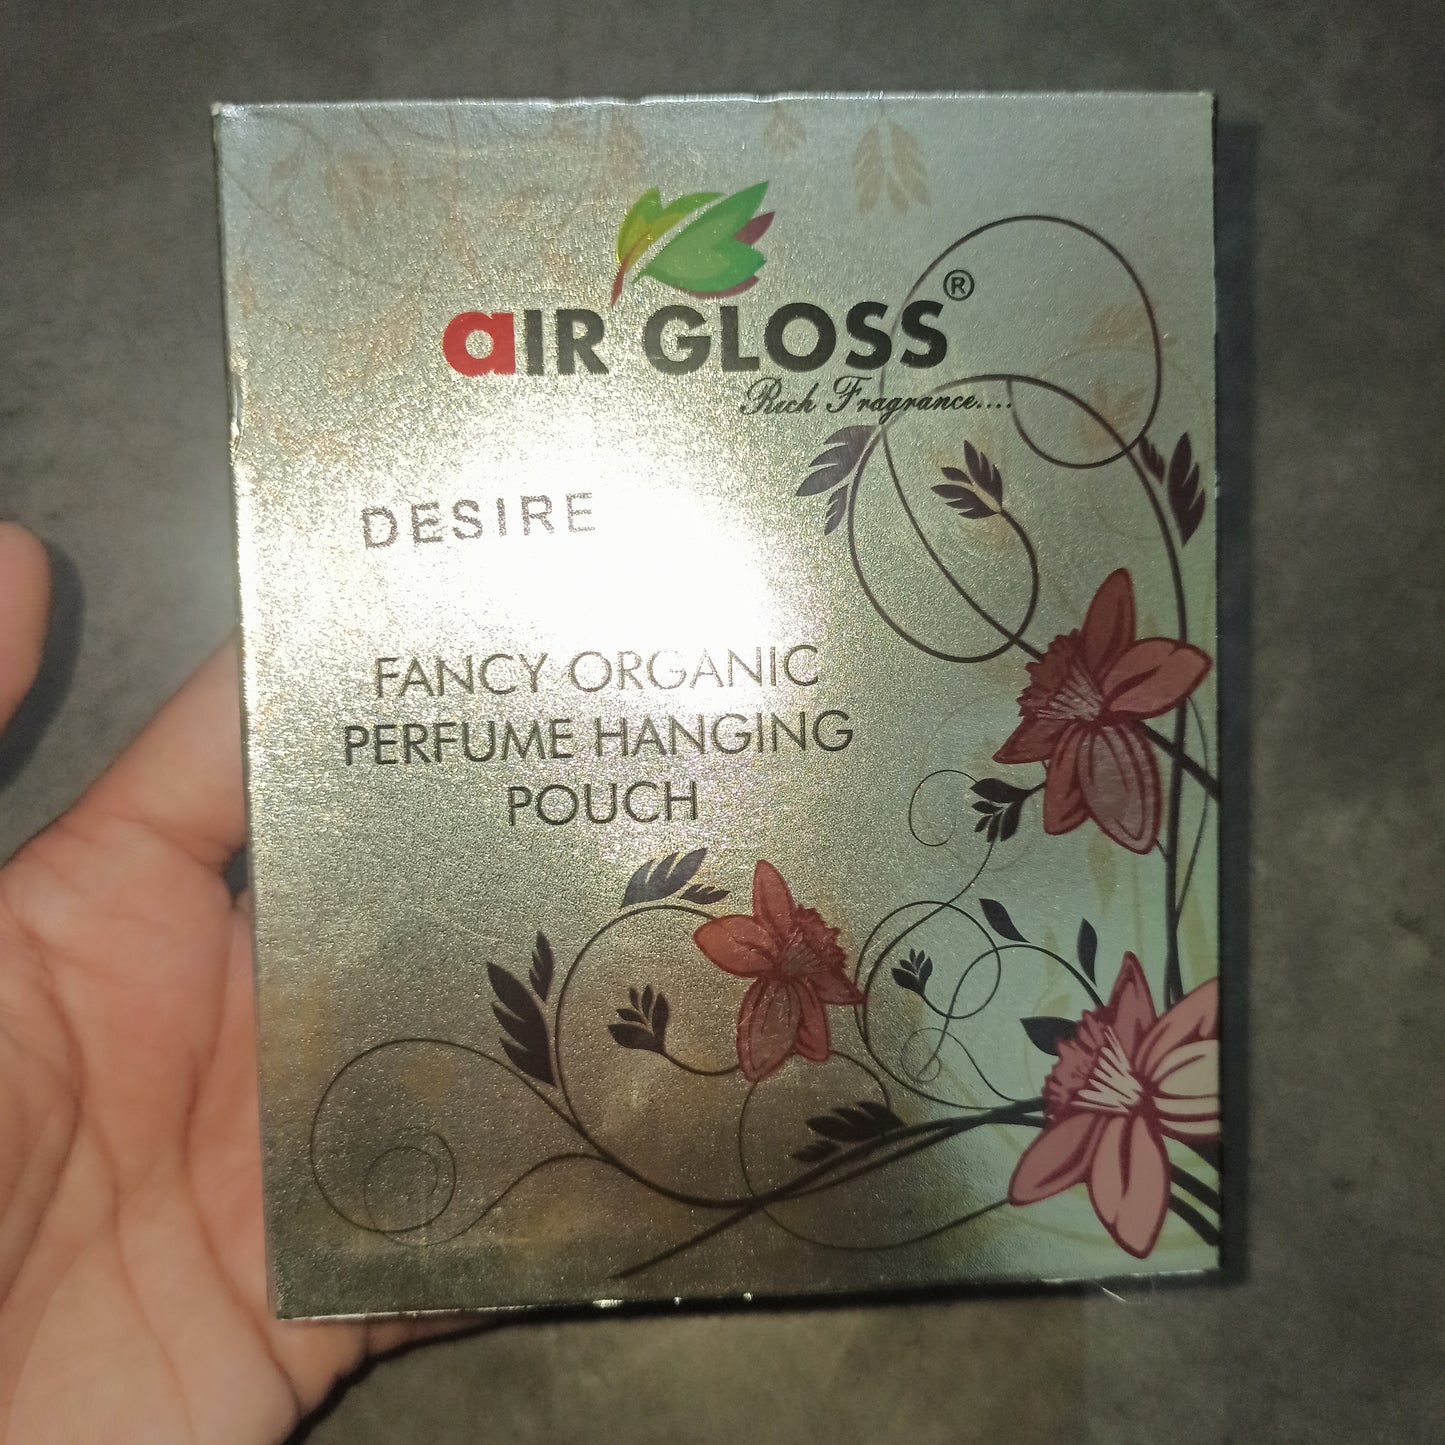 aIR GLOSS®
Rich Fragrance....
DESIRE
FANCY ORGANIC
PERFUME HANGING
POUCH